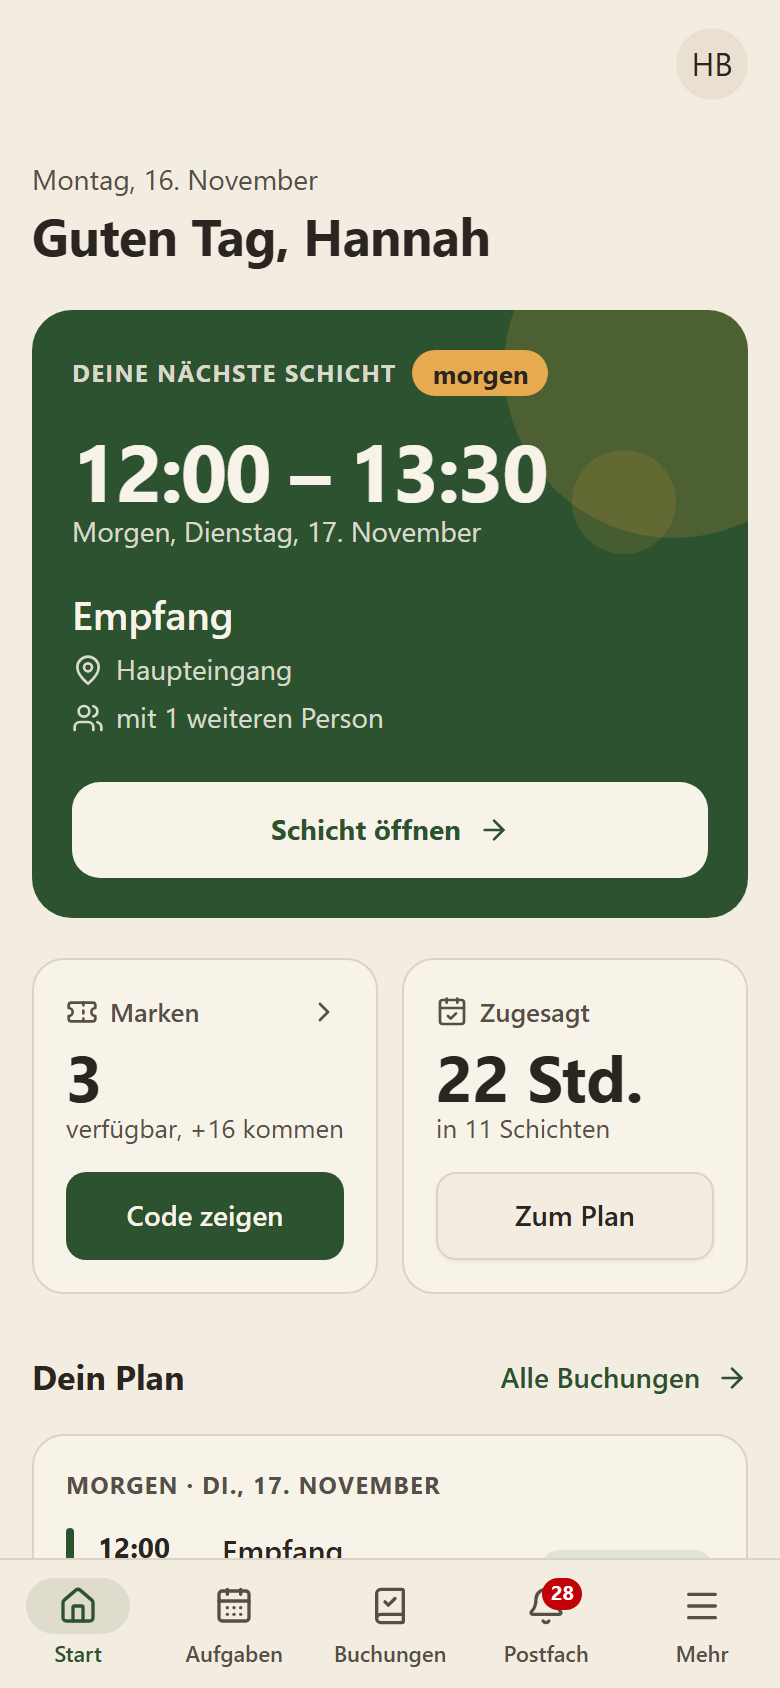 HB
Montag, 16. November
Guten Tag, Hannah
DEINE NÄCHSTE SCHICHT morgen
12:00 – 13:30
Morgen, Dienstag, 17. November
Empfang
Haupteingang
mit 1 weiteren Person
Schicht öffnen
Marken
3
verfügbar, +16 kommen
Code zeigen
Zugesagt
22 Std.
in 11 Schichten
Zum Plan
Dein Plan
Alle Buchungen
MORGEN · DI., 17. NOVEMBER
12:00 Empfang
28
Start
Aufgaben
Buchungen
Postfach
Mehr